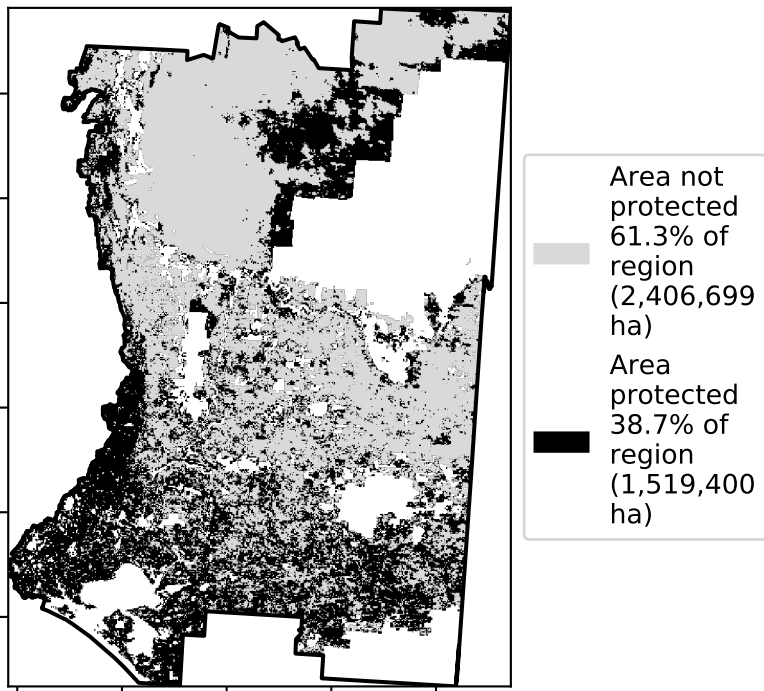 Area not
protected
61.3% of
region
(2,406,699
ha)
Area
protected
38.7% of
region
(1,519,400
ha)